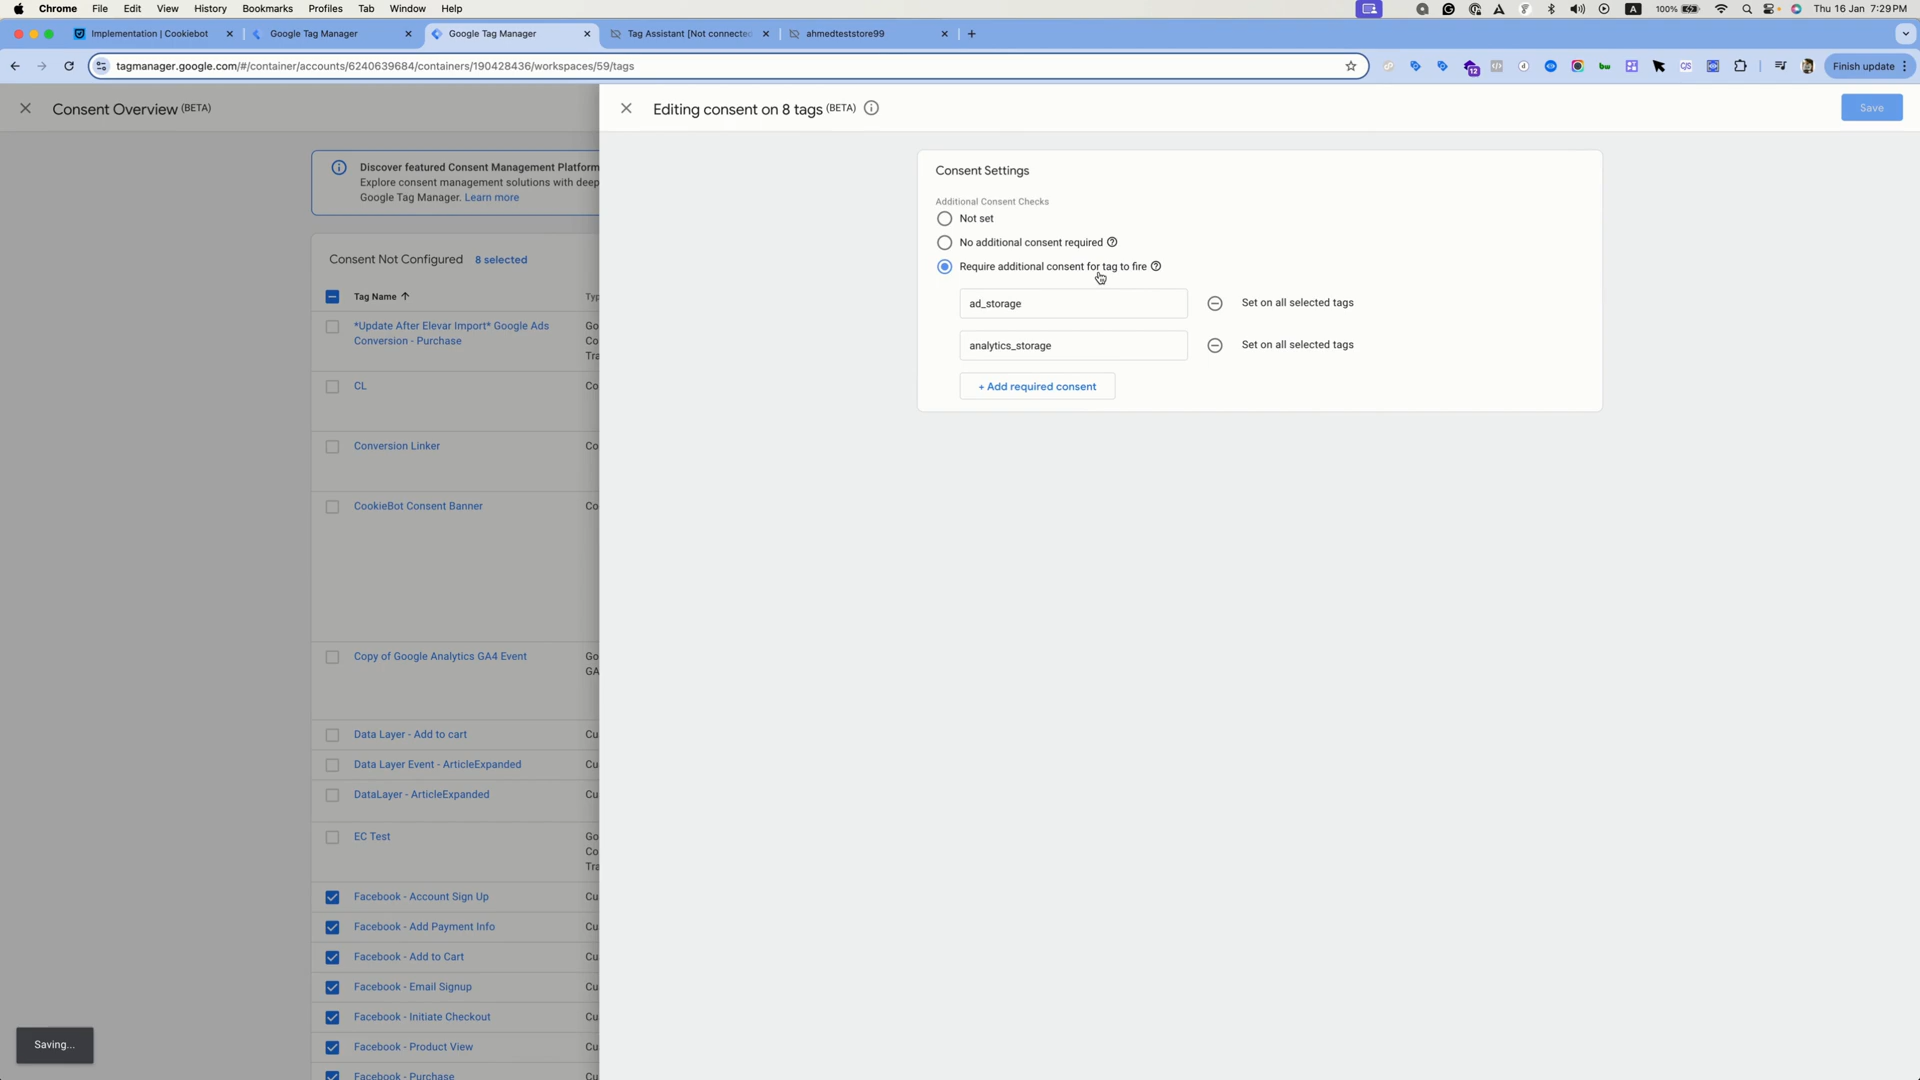 Chrome File Edit View History Bookmarks Profiles Tab Window Help
100% Thu 16 Jan 7:29PM
Implementation | Cookiebot
Google Tag Manager
Google Tag Manager
Tag Assistant [Not connected
ahmedteststore99
tagmanager.google.com/#/container/accounts/6240639684/containers/190428436/workspaces/59/tags
12
Finish update
Consent Overview (BETA)
Discover featured Consent Management Platform
Explore consent management solutions with deep
Google Tag Manager. Learn more
Consent Not Configured 8 selected
Tag Name Typ
*Update After Elevar Import* Google Ads
Conversion - Purchase
Go
Co
Tra
CL Co
Conversion Linker Co
CookieBot Consent Banner Co
Copy of Google Analytics GA4 Event Go
GA
Data Layer - Add to cart Cu
Data Layer Event - ArticleExpanded Cu
DataLayer - ArticleExpanded Cu
EC Test Go
Co
Tra
Facebook - Account Sign Up Cu
Facebook - Add Payment Info Cu
Facebook - Add to Cart Cu
Facebook - Email Signup Cu
Facebook - Initiate Checkout Cu
Facebook - Product View Cu
Facebook - Purchase Cu
Saving...
Editing consent on 8 tags (BETA)
Save
Consent Settings
Additional Consent Checks
Not set
No additional consent required
Require additional consent for tag to fire
ad_storage Set on all selected tags
analytics_storage Set on all selected tags
+ Add required consent